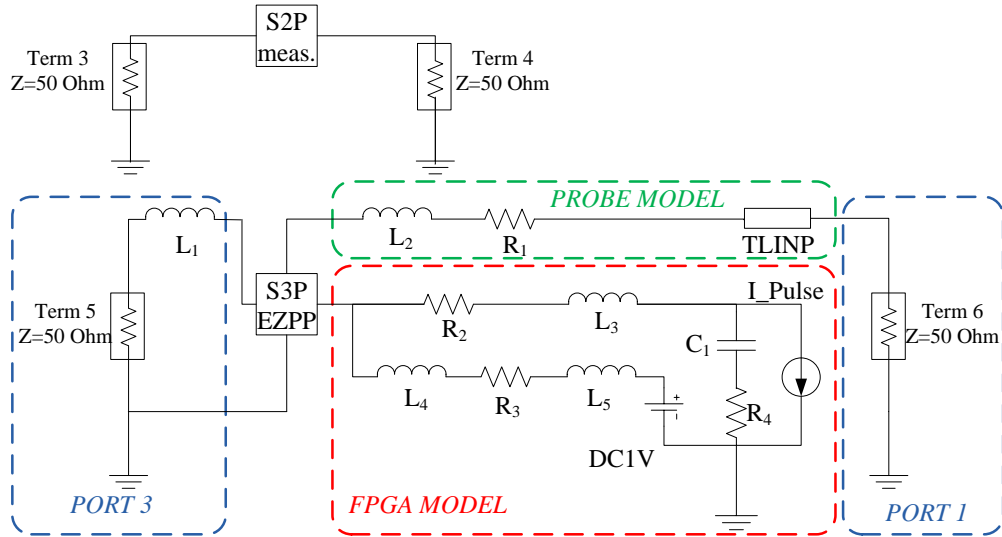 S2P
meas.
Term 3
Z=50 Ohm
Term 4
Z=50 Ohm
PROBE MODEL
L1
L2
R1
TLINP
S3P
EZPP
I_Pulse
Term 5
Z=50 Ohm
R2
L3
C1
Term 6
Z=50 Ohm
L4
R3
L5
+
-
R4
DC1V
PORT 3
FPGA MODEL
PORT 1